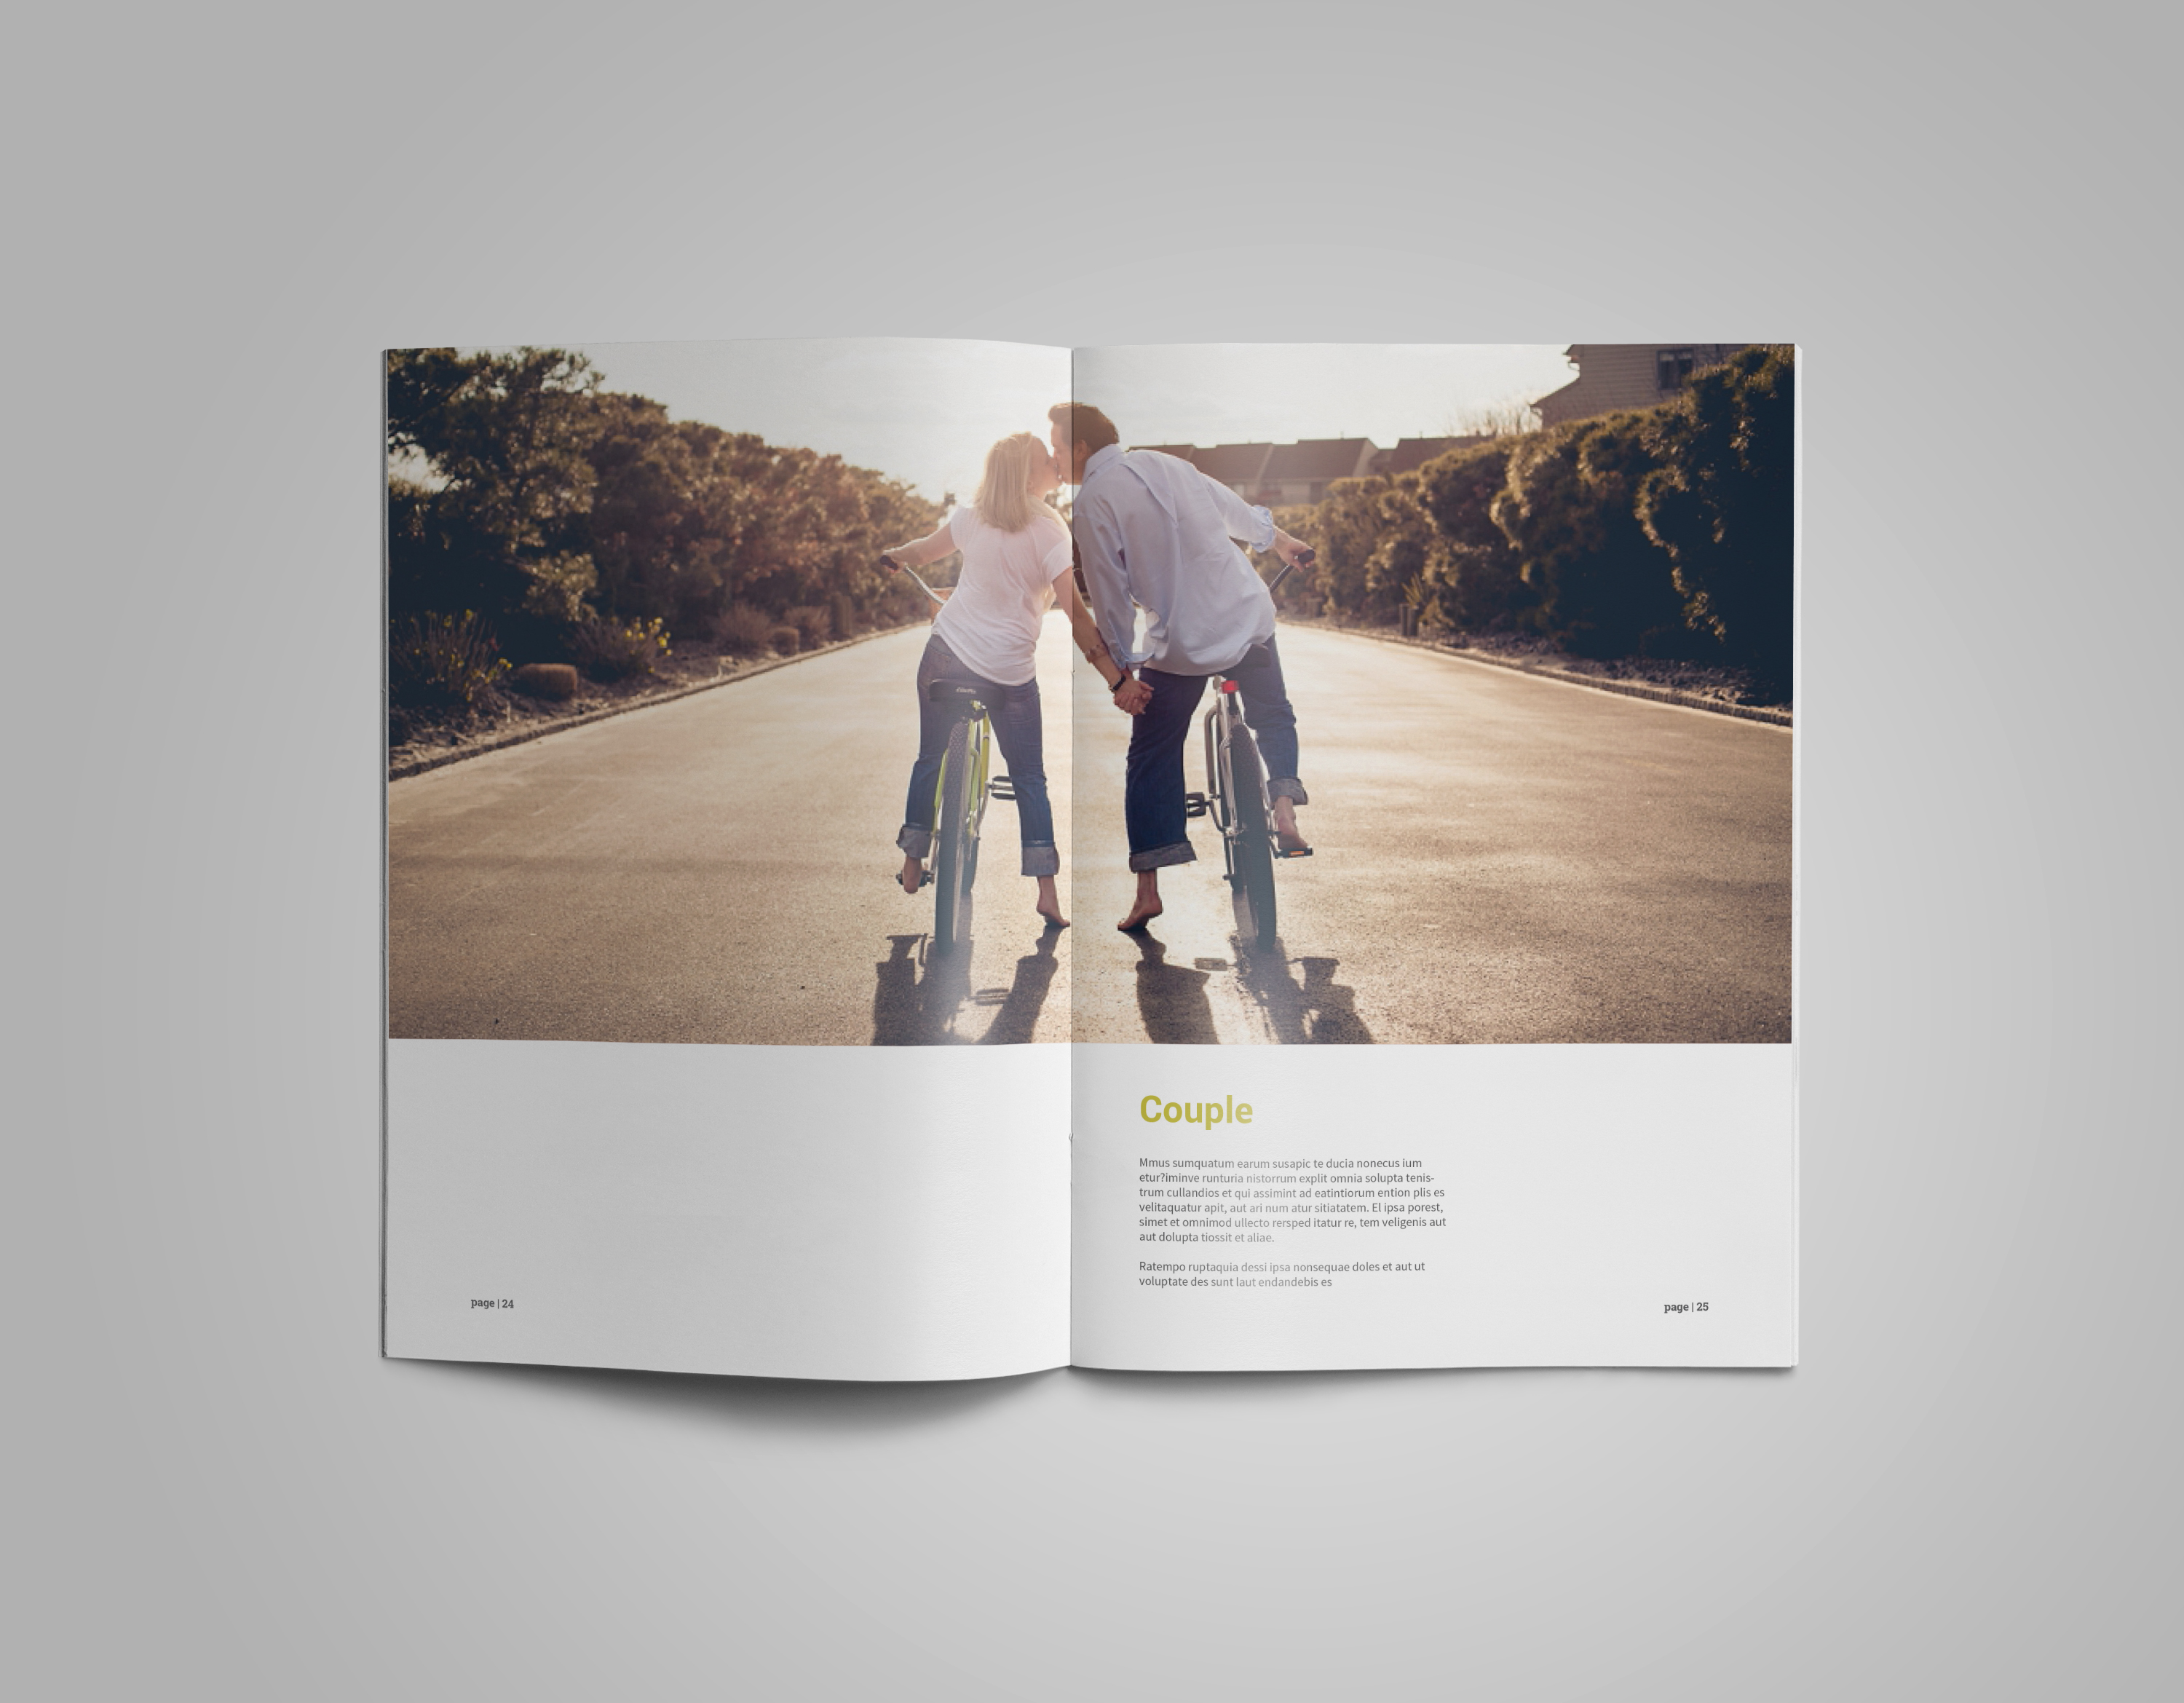 Couple
Mmus sumquatum earum susapic te ducia nonecus ium
etur?iminve runturia nistorrum explit omnia solupta tenis-
trum cullandios et qui assimint ad eatintiorum ention plis es
velitaquatur apit, aut ari num atur sitiatatem. El ipsa porest,
simet et omnimod ullecto rersped itatur re, tem veligenis aut
aut dolupta tiossit et aliae.
Ratempo ruptaquia dessi ipsa nonsequae doles et aut ut
voluptate des sunt laut endandebis es
page | 24
page | 25